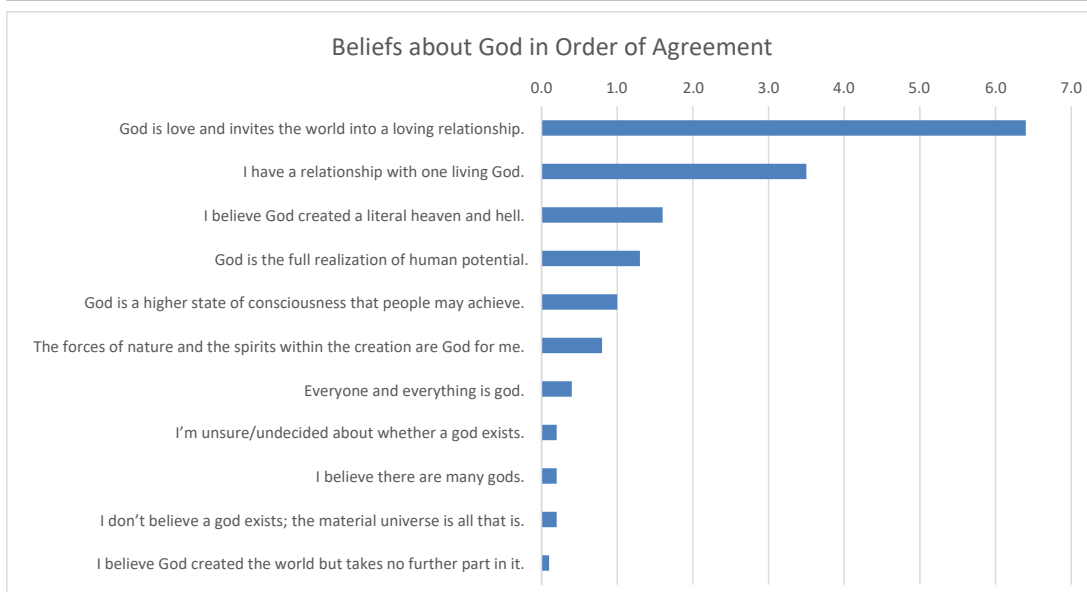 Beliefs about God in Order of Agreement
0.0 1.0 2.0 3.0 4.0 5.0 6.0 7.0
God is love and invites the world into a loving relationship.
I have a relationship with one living God.
I believe God created a literal heaven and hell.
God is the full realization of human potential.
God is a higher state of consciousness that people may achieve.
The forces of nature and the spirits within the creation are God for me.
Everyone and everything is god.
I’m unsure/undecided about whether a god exists.
I believe there are many gods.
I don’t believe a god exists; the material universe is all that is.
I believe God created the world but takes no further part in it.